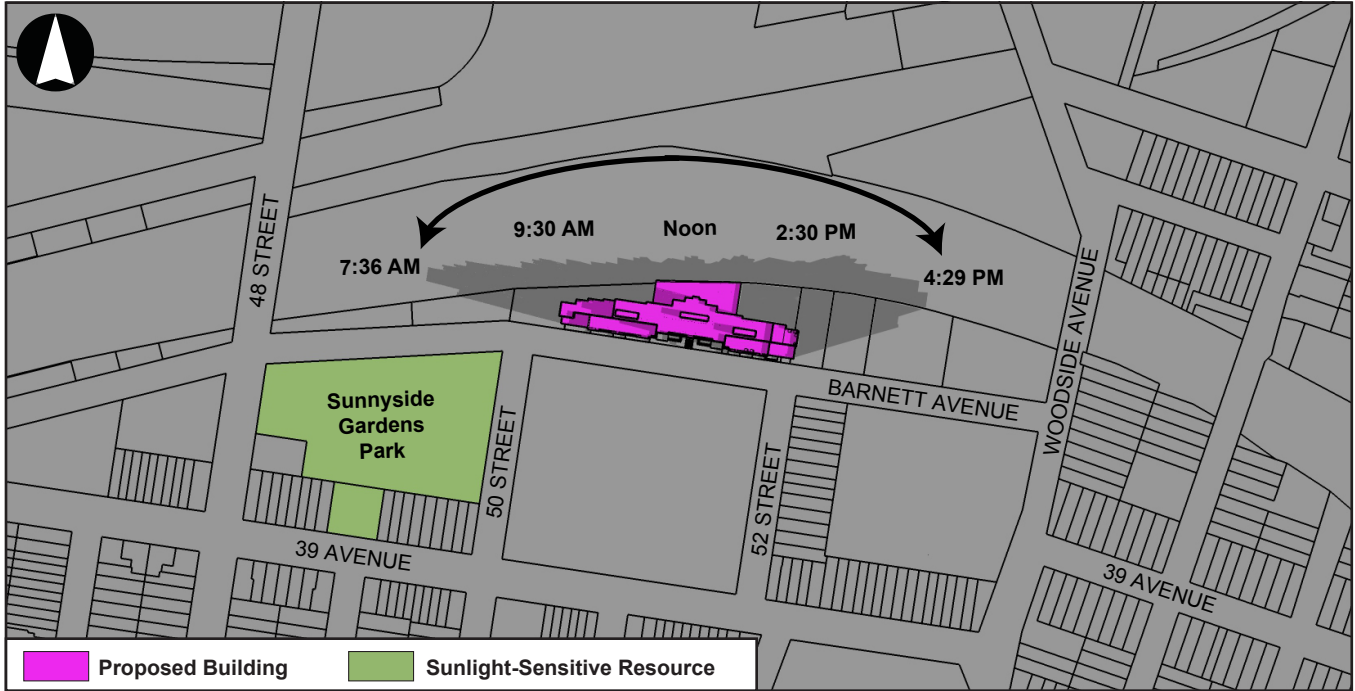 9:30 AM
Noon
2:30 PM
7:36 AM
4:29 PM
48 STREET
WOODSIDE AVENUE
BARNETT AVENUE
Sunnyside
Gardens
Park
50 STREET
52 STREET
39 AVENUE
39 AVENUE
Proposed Building
Sunlight-Sensitive Resource